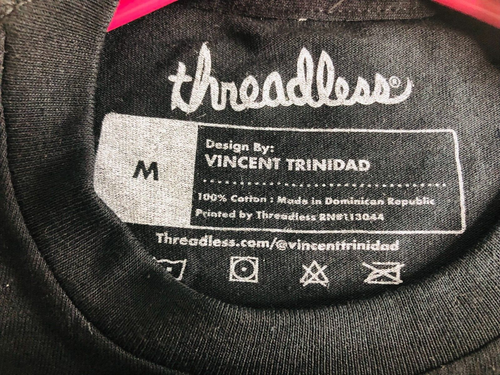 threadless®
M
Design By:
VINCENT TRINIDAD
100% Cotton : Made in Dominican Republic
Printed by Threadless RN#113044
Threadless.com/@vincenttrinidad